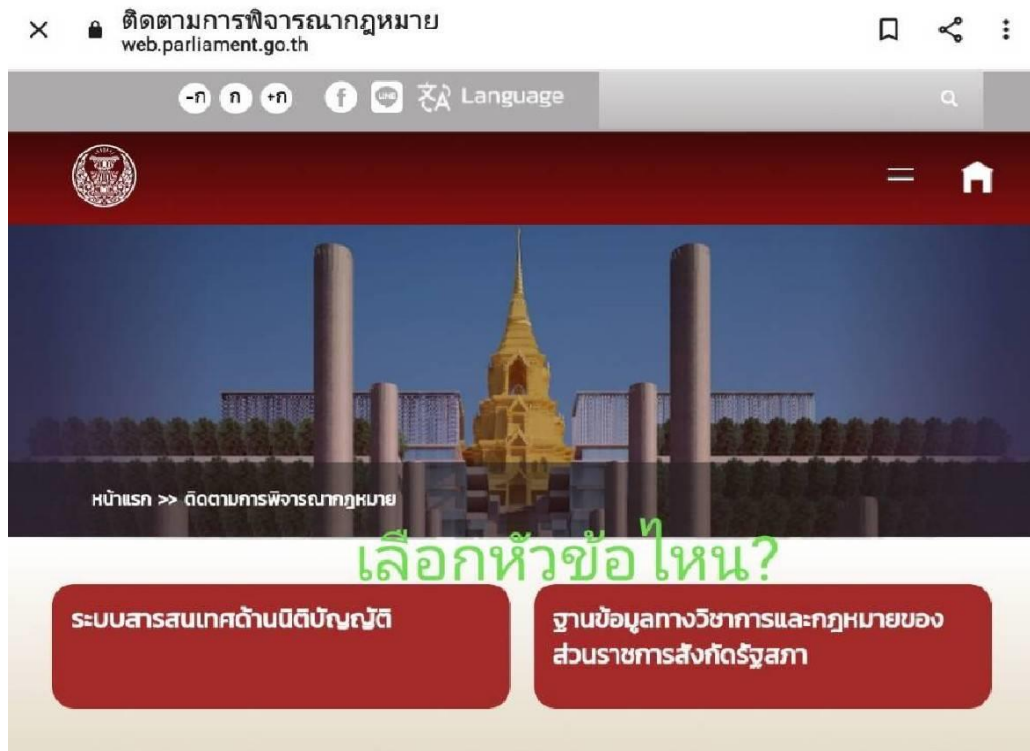 ติดตามการพิจารณากฎหมาย
web.parliament.go.th
-ก ก +ก f LINE 文A Language
หน้าแรก >> ติดตามการพิจารณากฎหมาย
เลือกหัวข้อไหน?
ระบบสารสนเทศด้านนิติบัญญัติ
ฐานข้อมูลทางวิชาการและกฎหมายของ
ส่วนราชการสังกัดรัฐสภา